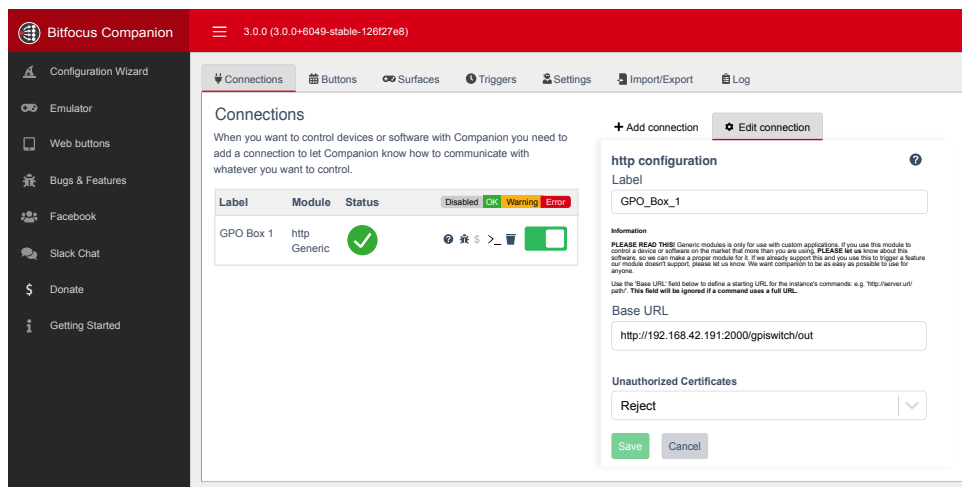 Bitfocus Companion
3.0.0 (3.0.0+6049-stable-126f27e8)
Configuration Wizard
Emulator
Web buttons
Bugs & Features
Facebook
Slack Chat
$ Donate
Getting Started
Connections Buttons Surfaces Triggers Settings Import/Export Log
Connections
When you want to control devices or software with Companion you need to
add a connection to let Companion know how to communicate with
whatever you want to control.
Label Module Status Disabled OK Warning Error
GPO Box 1 http $ >_
Generic
+ Add connection Edit connection
http configuration ?
Label
GPO_Box_1
Information
PLEASE READ THIS! Generic modules is only for use with custom applications. If you use this module to
control a device or software on the market that more than you are using, PLEASE let us know about this
software, so we can make a proper module for it. If we already support this and you use this to trigger a feature
our module doesn't support, please let us know. We want companion to be as easy as possible to use for
anyone.
Use the 'Base URL' field below to define a starting URL for the instance's commands: e.g. 'http://server.url/
path/'. This field will be ignored if a command uses a full URL.
Base URL
http://192.168.42.191:2000/gpiswitch/out
Unauthorized Certificates
Reject
Save Cancel